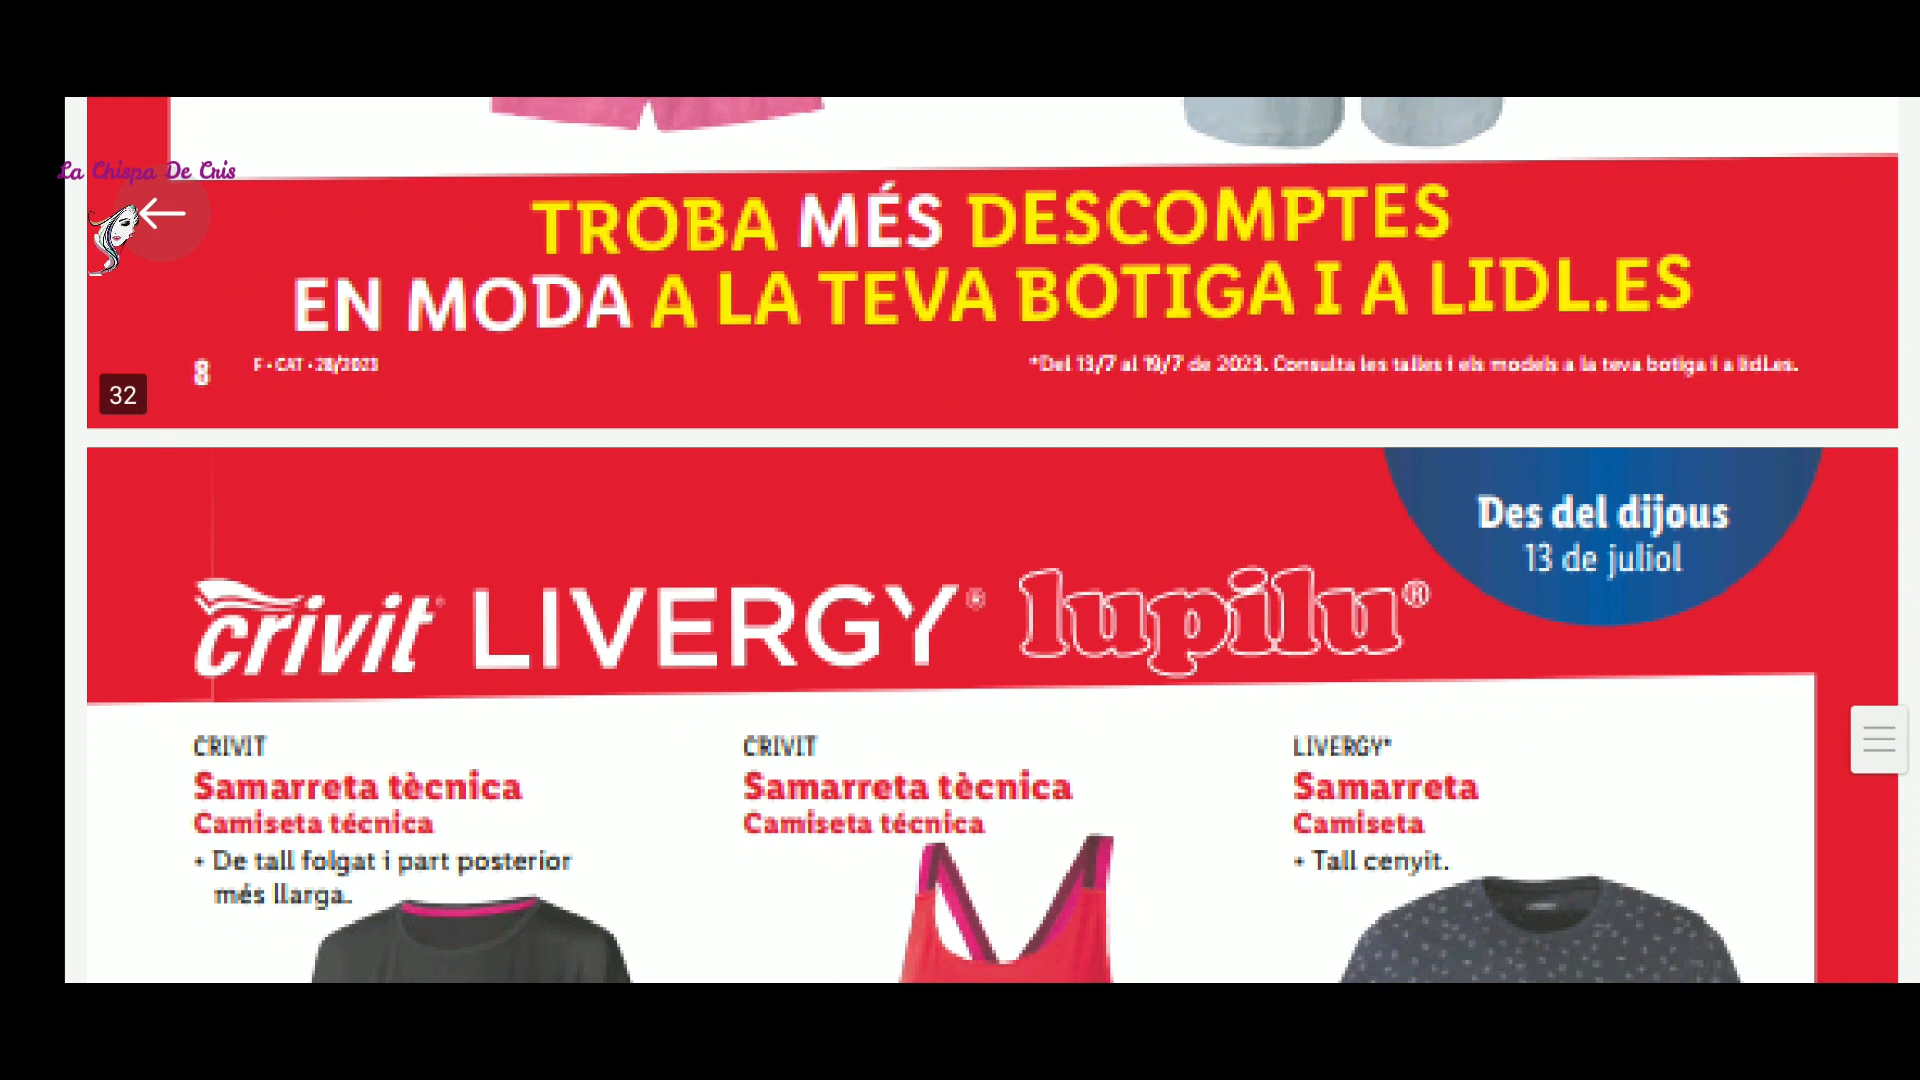 La Chispa De Cris
TROBA MÉS DESCOMPTES
EN MODA A LA TEVA BOTIGA I A LIDL.ES
8 F • CAT • 28/2023
*Del 13/7 al 19/7 de 2023. Consulta les talles i els models a la teva botiga i a lidl.es.
32
Des del dijous
13 de juliol
crivit® LIVERGY® lupilu®
CRIVIT
Samarreta tècnica
Camiseta técnica
• De tall folgat i part posterior
més llarga.
CRIVIT
Samarreta tècnica
Camiseta técnica
LIVERGY*
Samarreta
Camiseta
• Tall cenyit.